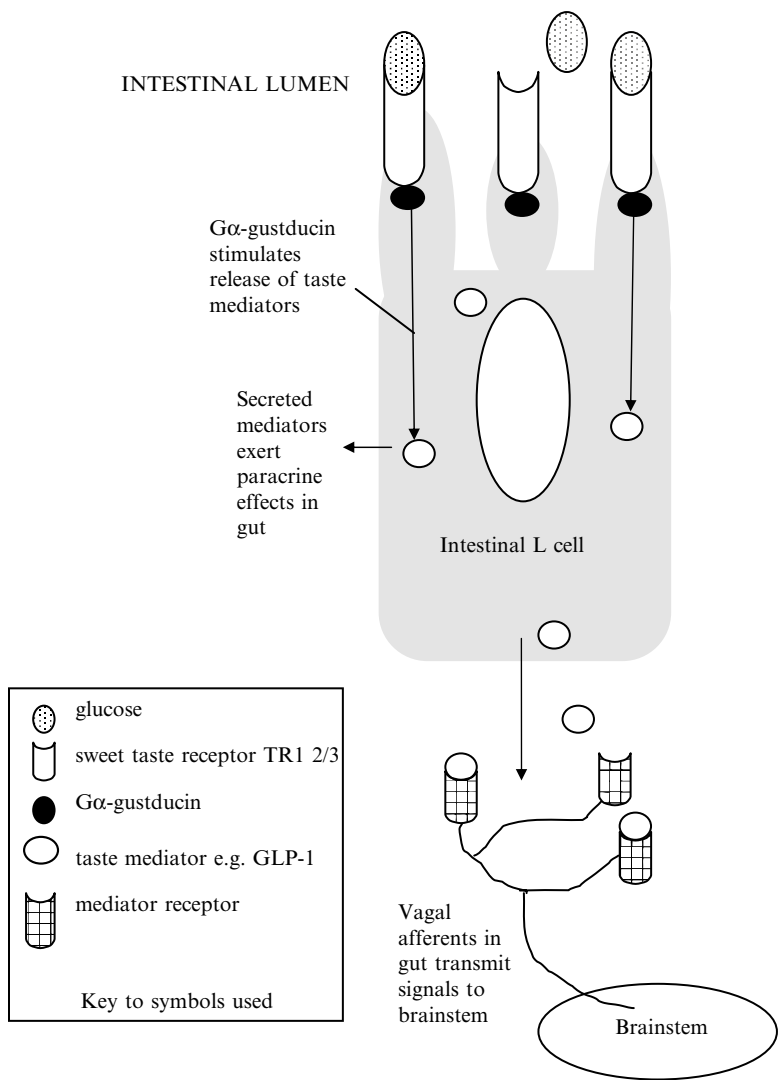 INTESTINAL LUMEN
Gα-gustducin
stimulates
release of taste
mediators
Secreted
mediators
exert
paracrine
effects in
gut
Intestinal L cell
glucose
sweet taste receptor TR1 2/3
Gα-gustducin
taste mediator e.g. GLP-1
mediator receptor
Key to symbols used
Vagal
afferents in
gut transmit
signals to
brainstem
Brainstem